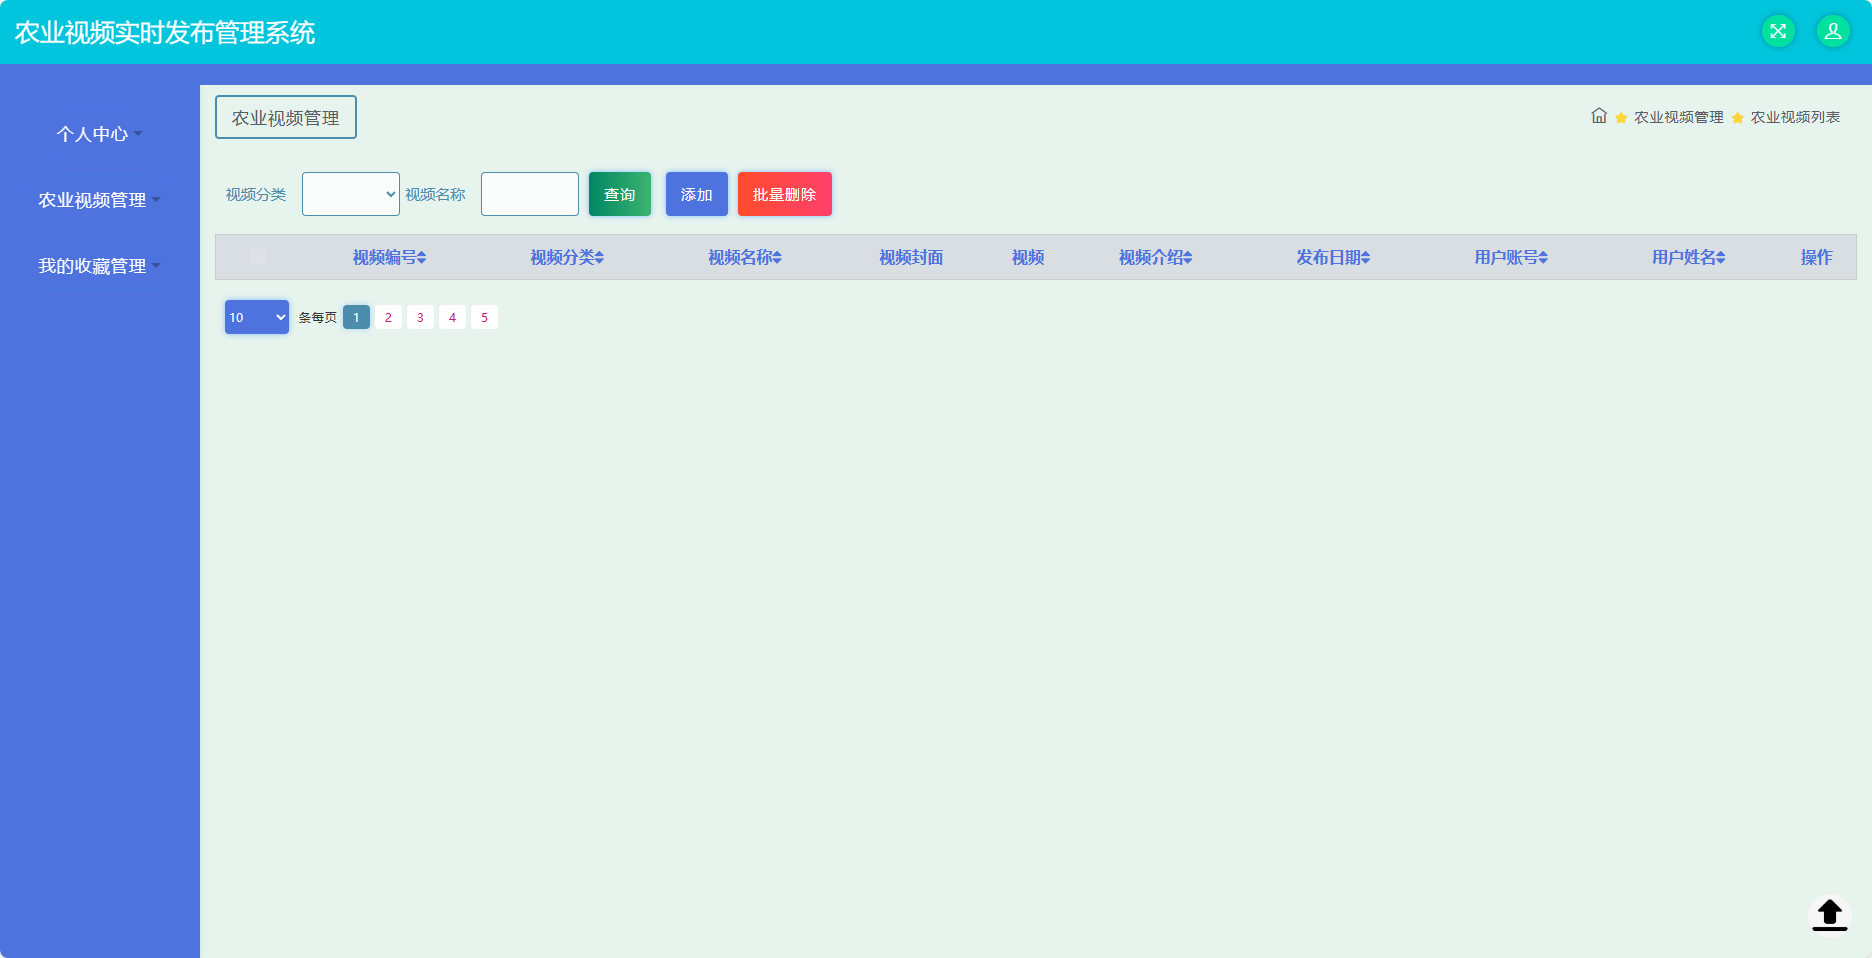 农业视频实时发布管理系统
个人中心
农业视频管理
我的收藏管理
农业视频管理
农业视频管理 农业视频列表
视频分类 视频名称 查询 添加 批量删除
视频编号 视频分类 视频名称 视频封面 视频 视频介绍 发布日期 用户账号 用户姓名 操作
10 条每页 1 2 3 4 5